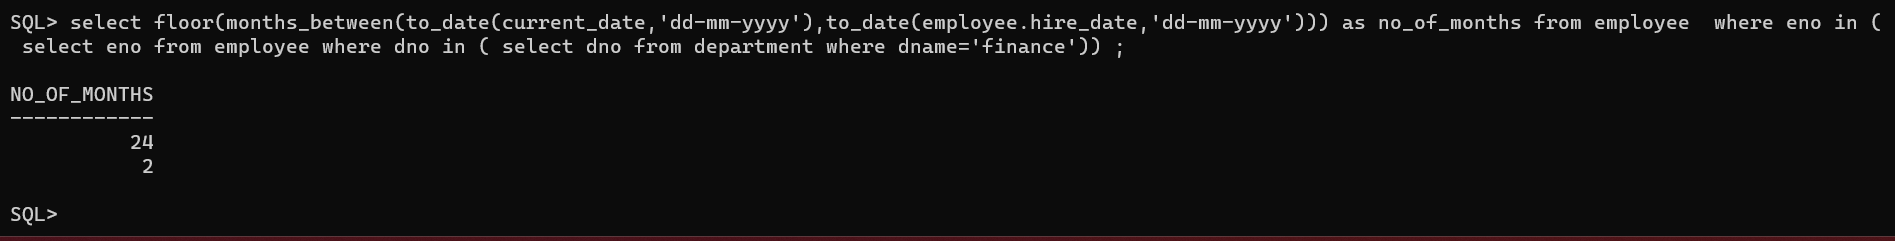 SQL> select floor(months_between(to_date(current_date,'dd-mm-yyyy'),to_date(employee.hire_date,'dd-mm-yyyy'))) as no_of_months from employee  where eno in (
 select eno from employee where dno in ( select dno from department where dname='finance')) ;
NO_OF_MONTHS
------------
24
2
SQL>